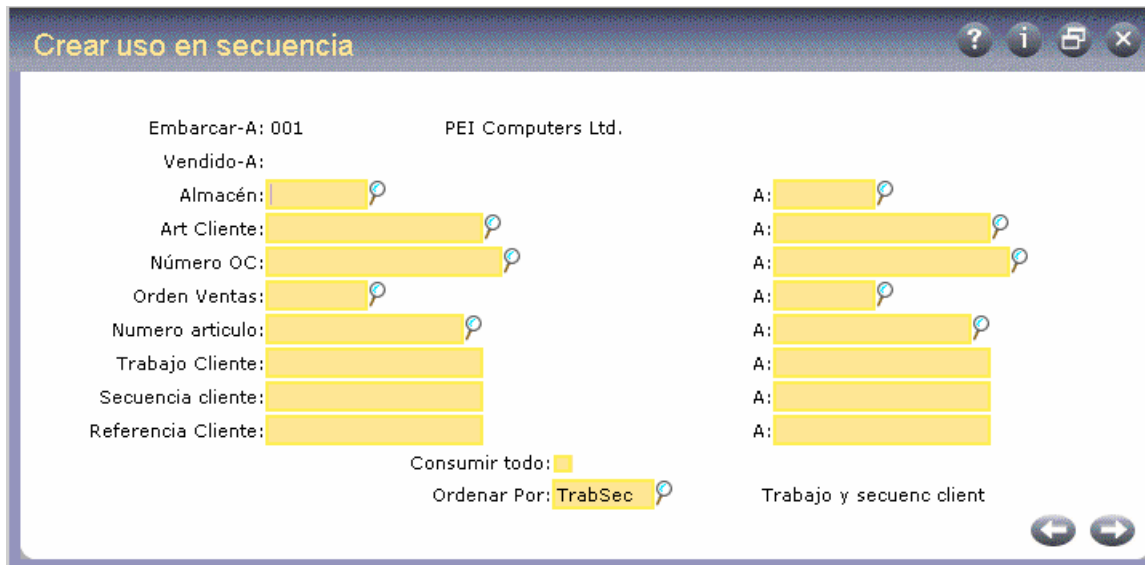 Crear uso en secuencia ? i
Embarcar-A: 001 PEI Computers Ltd.
Vendido-A:
Almacén: A:
Art Cliente: A:
Número OC: A:
Orden Ventas: A:
Numero articulo: A:
Trabajo Cliente: A:
Secuencia cliente: A:
Referencia Cliente: A:
Consumir todo:
Ordenar Por: TrabSec Trabajo y secuenc client